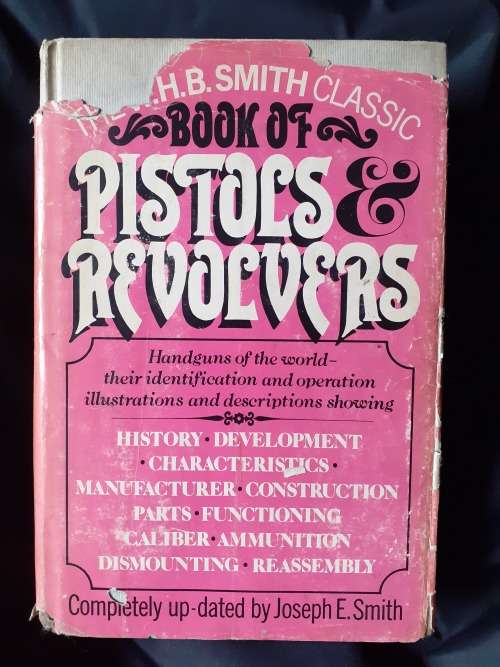 H.B. SMITH CLASSIC
BOOK OF
PISTOLS &
REVOLVERS
Handguns of the world–
their identification and operation
illustrations and descriptions showing
HISTORY · DEVELOPMENT
· CHARACTERISTICS ·
MANUFACTURER · CONSTRUCTION
PARTS · FUNCTIONING
CALIBER · AMMUNITION
DISMOUNTING · REASSEMBLY
Completely up-dated by Joseph E. Smith